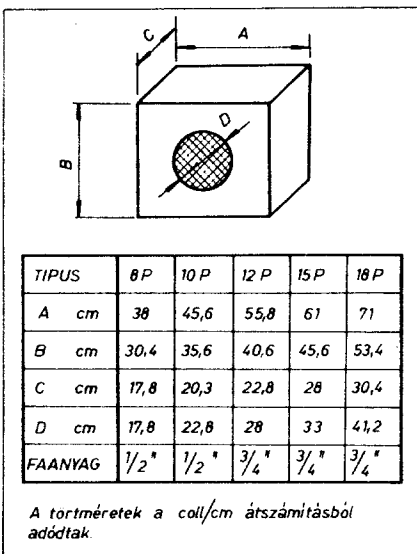 C
A
B
D
TIPUS 8P 10P 12P 15P 18P
A cm 38 45,6 55,8 61 71
B cm 30,4 35,6 40,6 45,6 53,4
C cm 17,8 20,3 22,8 28 30,4
D cm 17,8 22,8 28 33 41,2
FAANYAG 1/2" 1/2" 3/4" 3/4" 3/4"
A törtméretek a coll/cm átszámításból
adódtak.